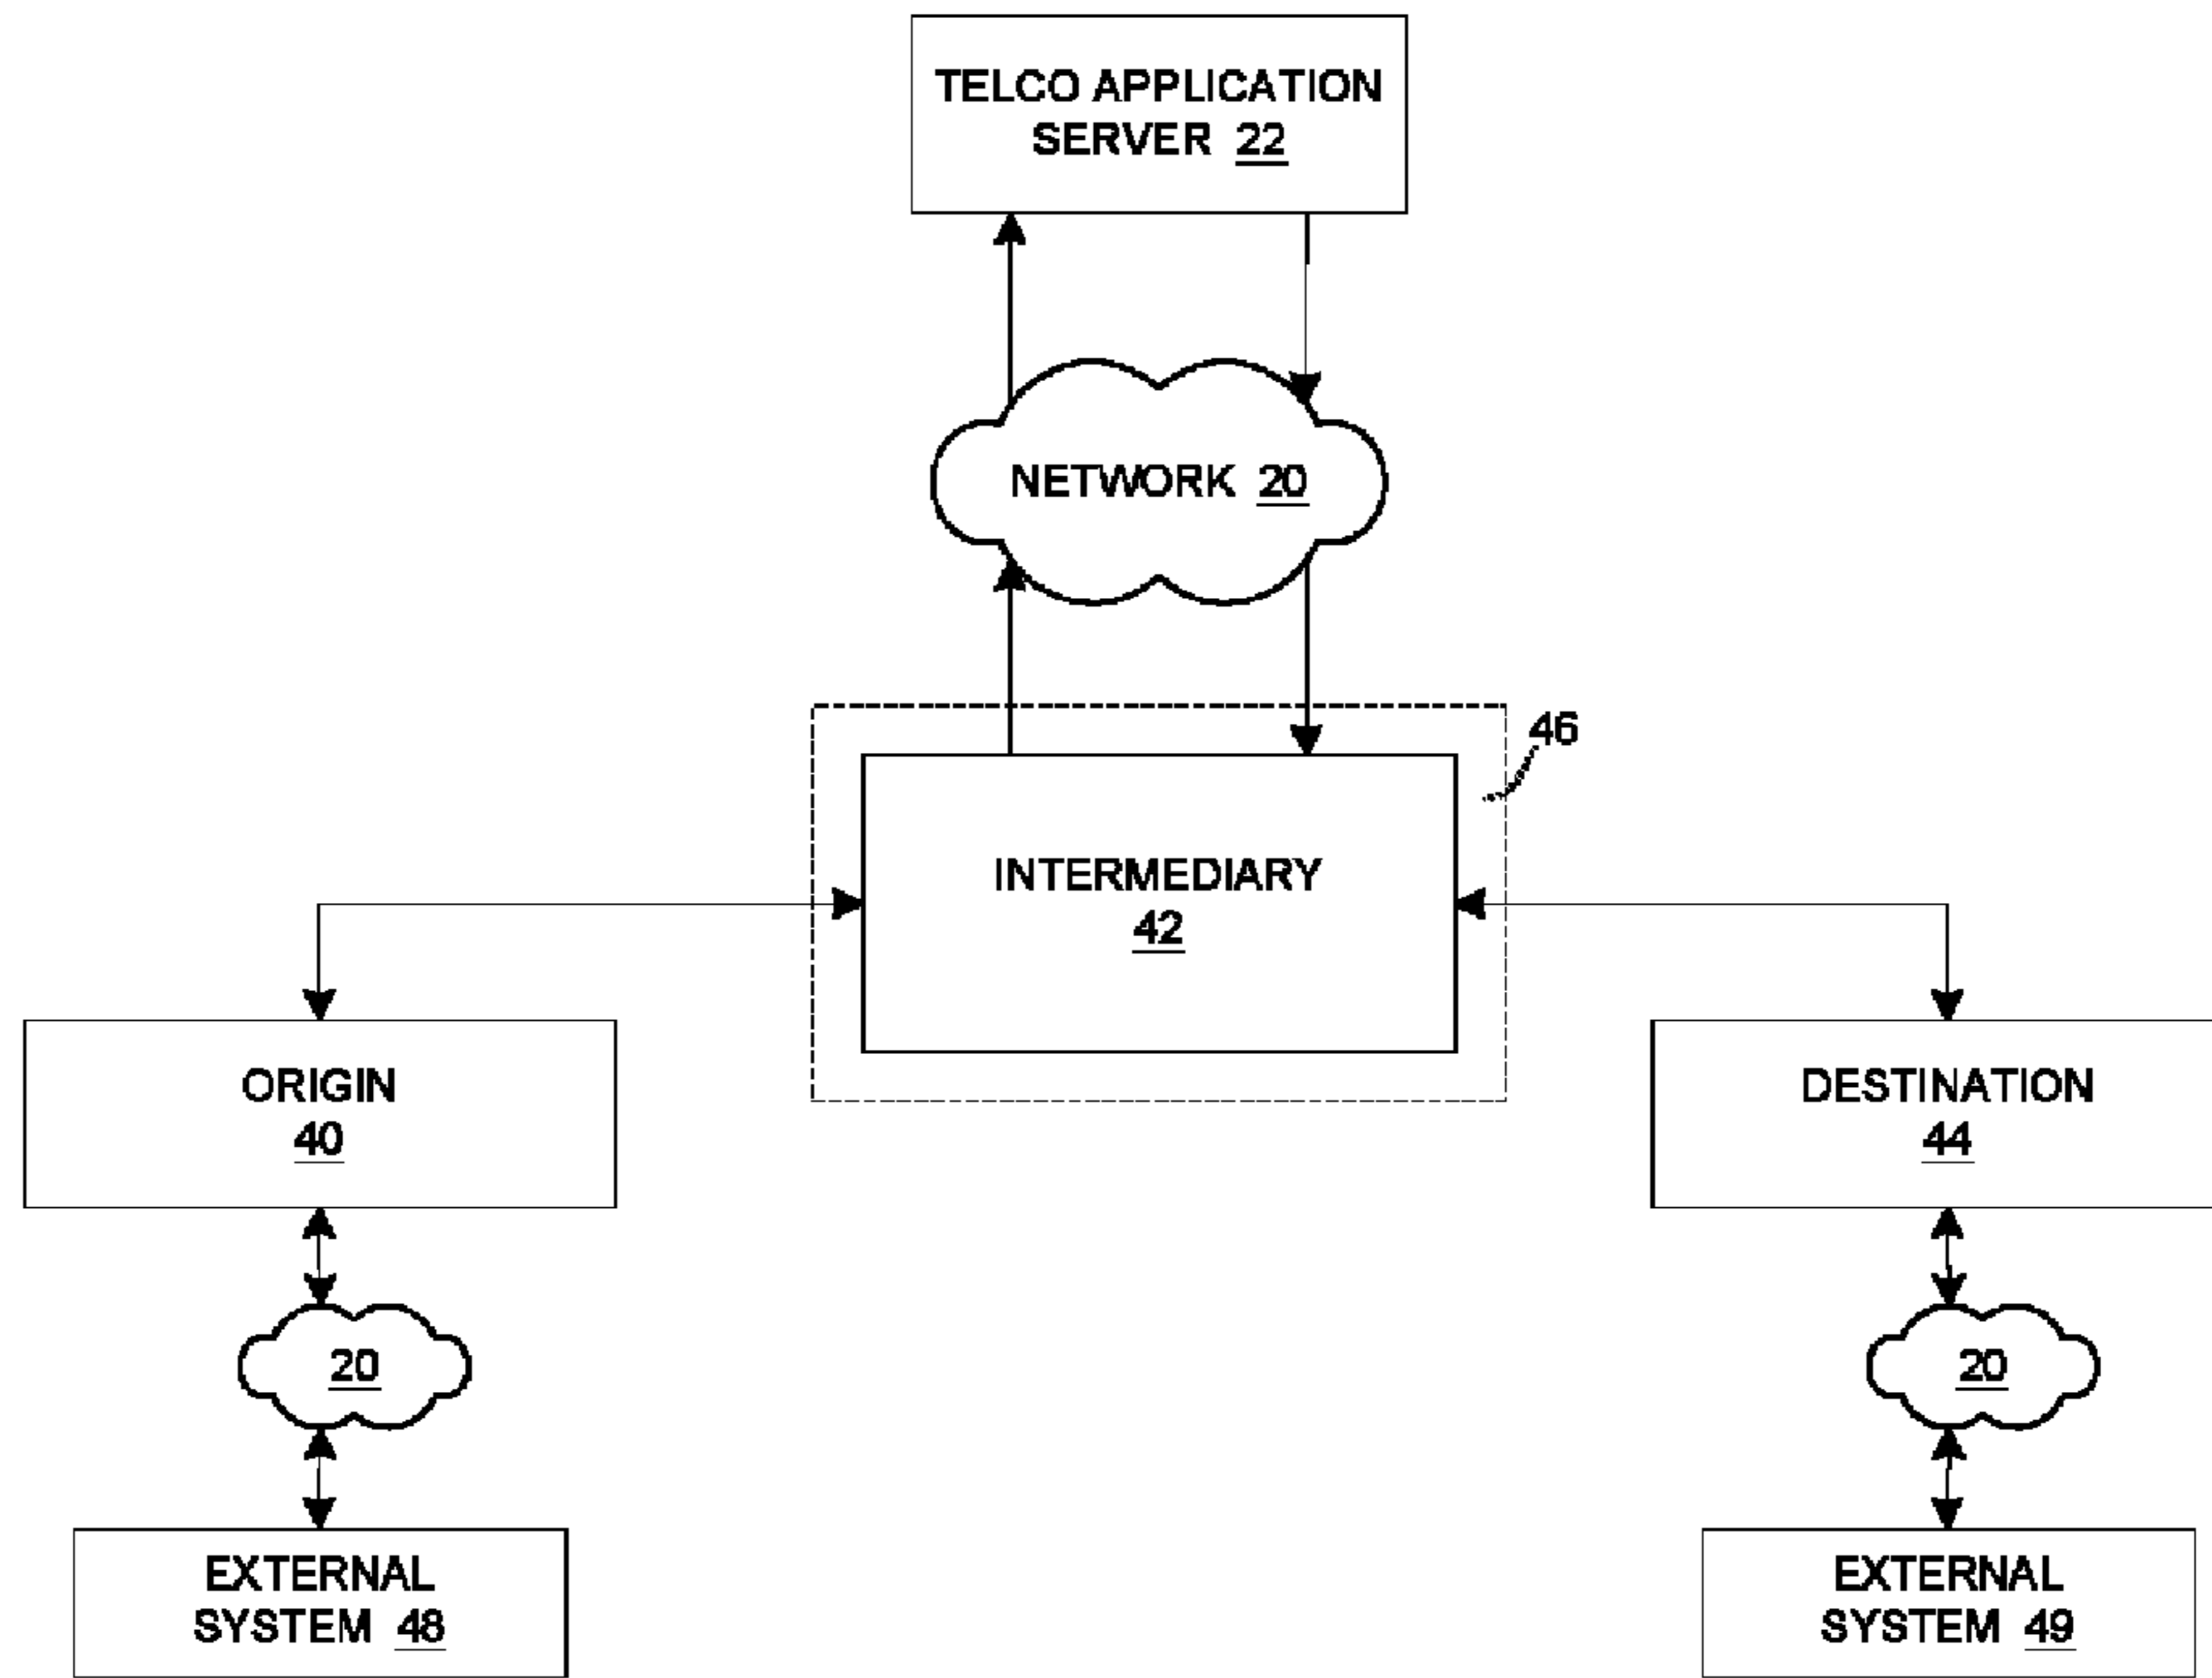 TELCO APPLICATION
SERVER 22
NETWORK 20
46
INTERMEDIARY
42
ORIGIN
40
DESTINATION
44
20
20
EXTERNAL
SYSTEM 48
EXTERNAL
SYSTEM 49